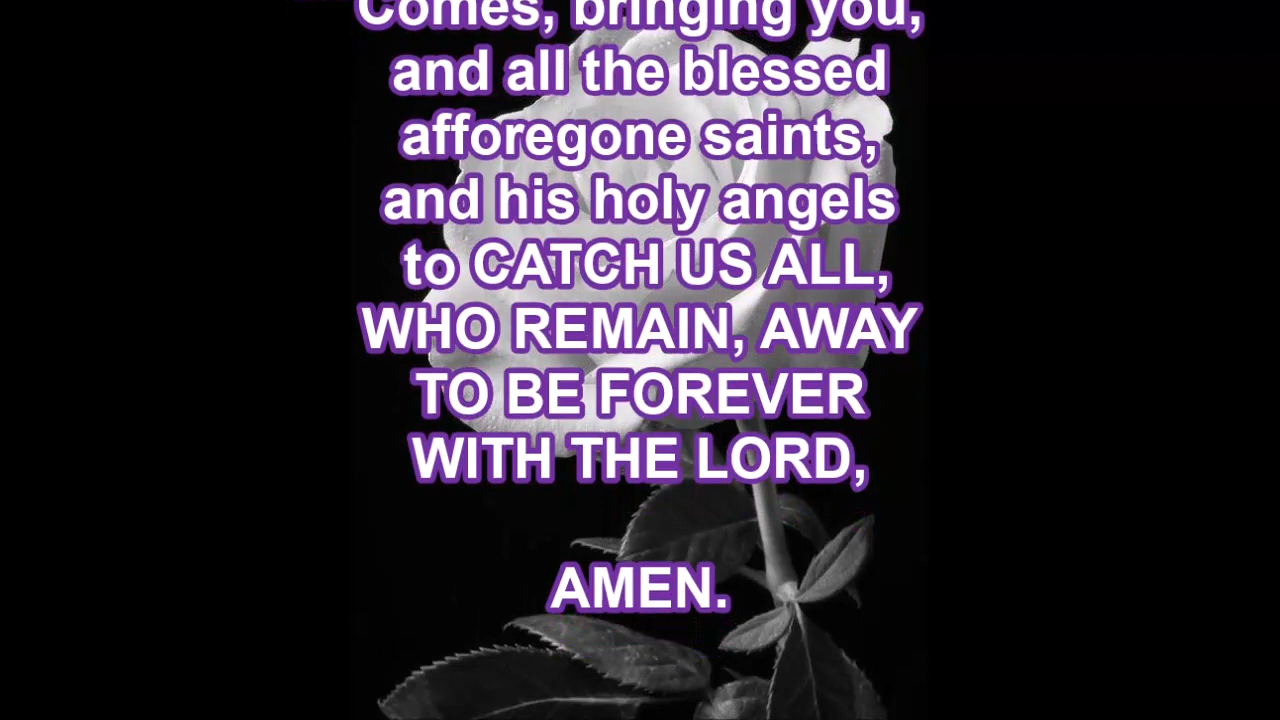 Comes, bringing you,
and all the blessed
afforegone saints,
and his holy angels
to CATCH US ALL,
WHO REMAIN, AWAY
TO BE FOREVER
WITH THE LORD,
AMEN.